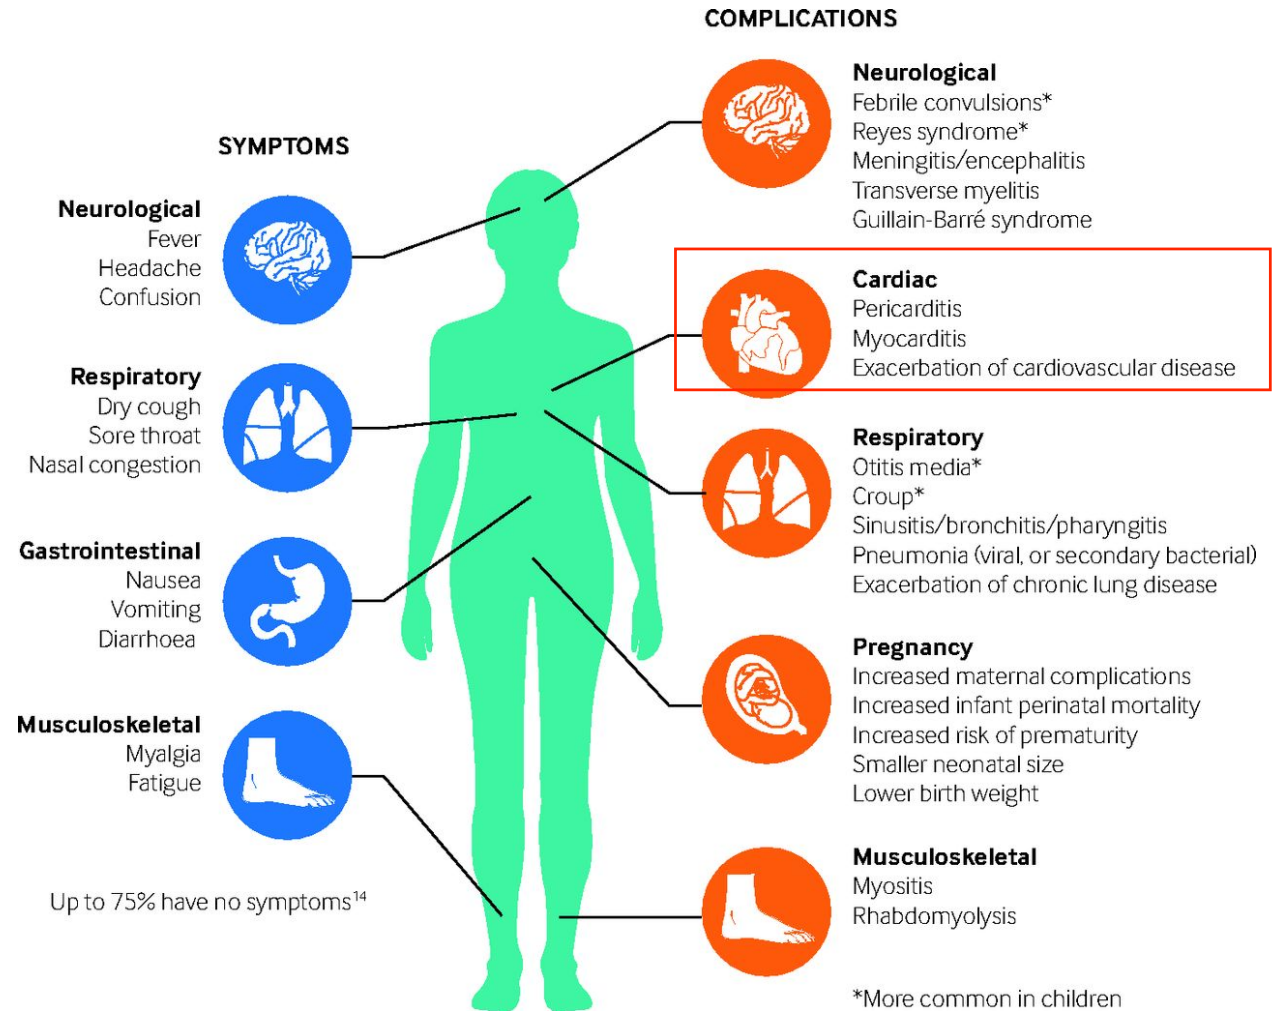 SYMPTOMS
Neurological
Fever
Headache
Confusion
Respiratory
Dry cough
Sore throat
Nasal congestion
Gastrointestinal
Nausea
Vomiting
Diarrhoea
Musculoskeletal
Myalgia
Fatigue
Up to 75% have no symptoms¹⁴
COMPLICATIONS
Neurological
Febrile convulsions*
Reyes syndrome*
Meningitis/encephalitis
Transverse myelitis
Guillain-Barré syndrome
Cardiac
Pericarditis
Myocarditis
Exacerbation of cardiovascular disease
Respiratory
Otitis media*
Croup*
Sinusitis/bronchitis/pharyngitis
Pneumonia (viral, or secondary bacterial)
Exacerbation of chronic lung disease
Pregnancy
Increased maternal complications
Increased infant perinatal mortality
Increased risk of prematurity
Smaller neonatal size
Lower birth weight
Musculoskeletal
Myositis
Rhabdomyolysis
*More common in children